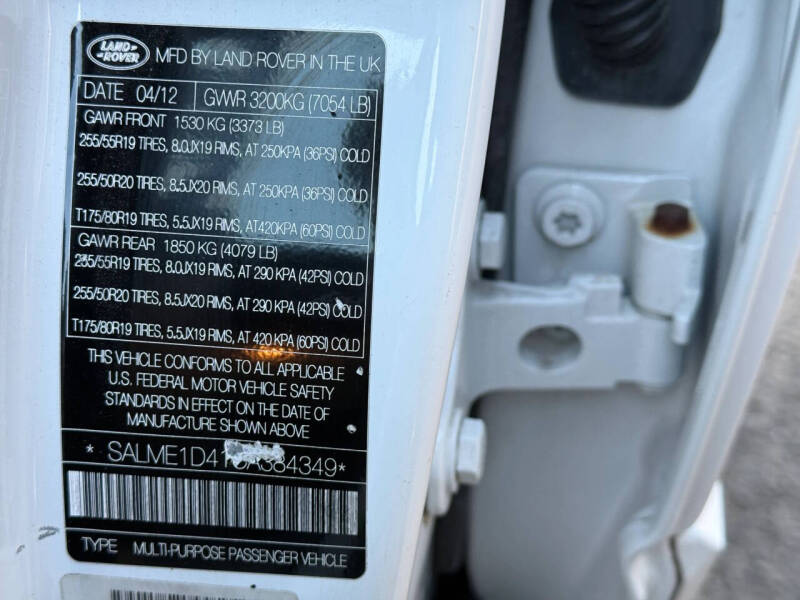 LAND ROVER
MFD BY LAND ROVER IN THE UK
DATE 04/12 GWR 3200KG (7054 LB)
GAWR FRONT 1530 KG (3373 LB)
255/55R19 TIRES, 8.0JX19 RIMS, AT 250KPA (36PSI) COLD
255/50R20 TIRES, 8.5JX20 RIMS, AT 250KPA (36PSI) COLD
T175/80R19 TIRES, 5.5JX19 RIMS, AT 420KPA (60PSI) COLD
GAWR REAR 1850 KG (4079 LB)
255/55R19 TIRES, 8.0JX19 RIMS, AT 290 KPA (42PSI) COLD
255/50R20 TIRES, 8.5JX20 RIMS, AT 290 KPA (42PSI) COLD
T175/80R19 TIRES, 5.5JX19 RIMS, AT 420 KPA (60PSI) COLD
THIS VEHICLE CONFORMS TO ALL APPLICABLE
U.S. FEDERAL MOTOR VEHICLE SAFETY
STANDARDS IN EFFECT ON THE DATE OF
MANUFACTURE SHOWN ABOVE
TYPE MULTI-PURPOSE PASSENGER VEHICLE